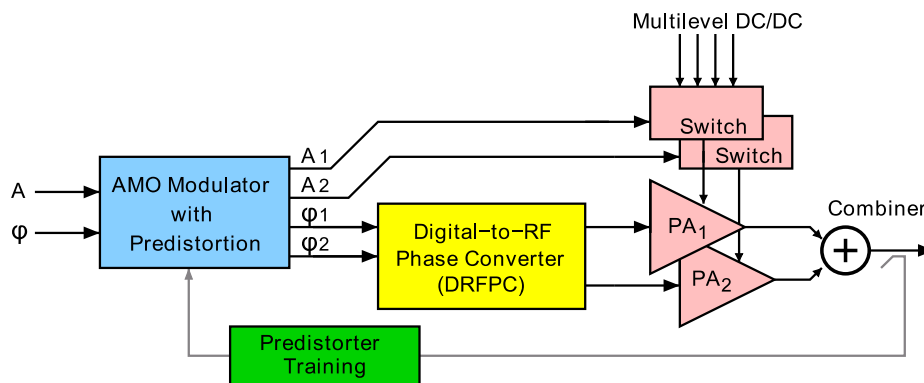 Multilevel DC/DC
Switch
Switch
A1
A2
A
φ
AMO Modulator
with
Predistortion
φ1
φ2
Digital−to−RF
Phase Converter
(DRFPC)
PA1
PA2
Combiner
+
Predistorter
Training